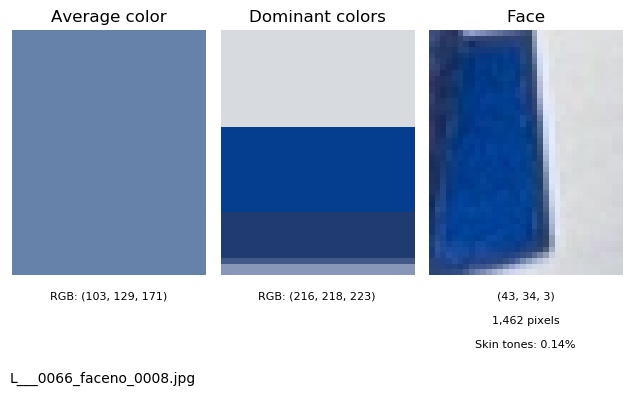 Average color
Dominant colors
Face
RGB: (103, 129, 171)
RGB: (216, 218, 223)
(43, 34, 3)
1,462 pixels
Skin tones: 0.14%
L___0066_faceno_0008.jpg